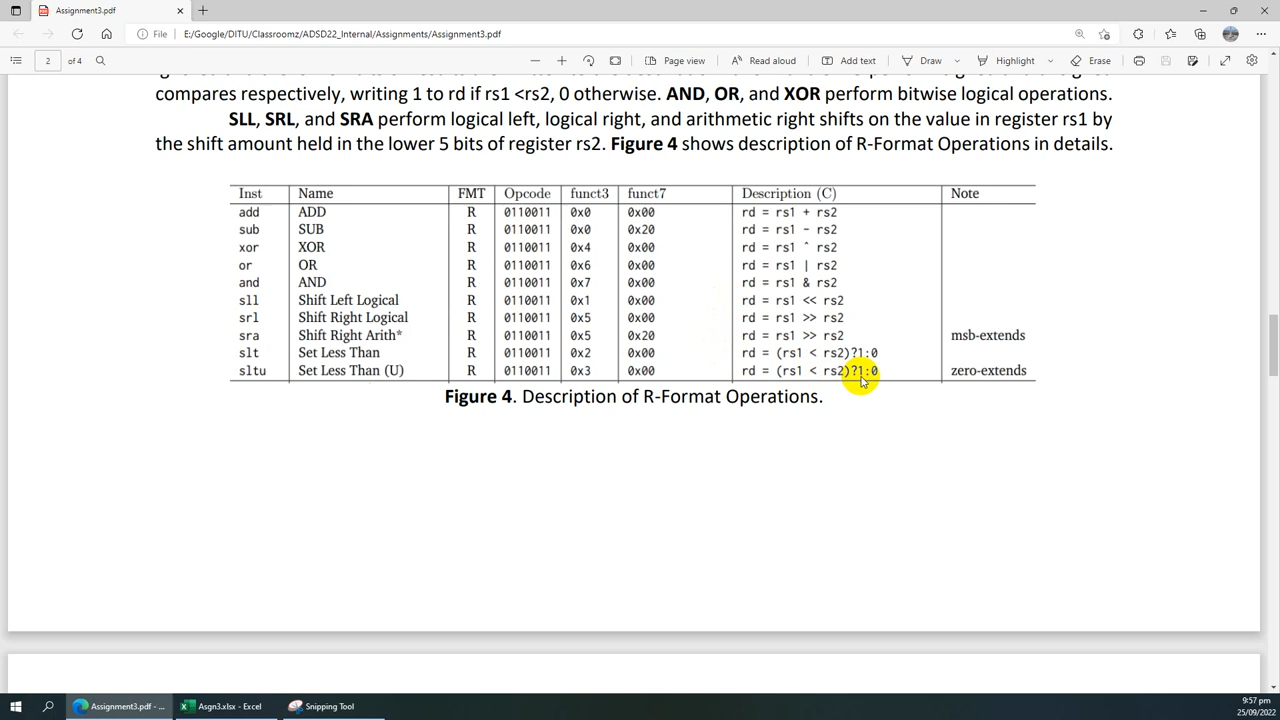 Assignment3.pdf
File E:/Google/DITU/Classroomz/ADSD22_Internal/Assignments/Assignment3.pdf
2 of 4 Page view Read aloud Add text Draw Highlight Erase
compares respectively, writing 1 to rd if rs1 <rs2, 0 otherwise. AND, OR, and XOR perform bitwise logical operations.
SLL, SRL, and SRA perform logical left, logical right, and arithmetic right shifts on the value in register rs1 by
the shift amount held in the lower 5 bits of register rs2. Figure 4 shows description of R-Format Operations in details.
Inst Name FMT Opcode funct3 funct7 Description (C) Note
add ADD R 0110011 0x0 0x00 rd = rs1 + rs2
sub SUB R 0110011 0x0 0x20 rd = rs1 - rs2
xor XOR R 0110011 0x4 0x00 rd = rs1 ^ rs2
or OR R 0110011 0x6 0x00 rd = rs1 | rs2
and AND R 0110011 0x7 0x00 rd = rs1 & rs2
sll Shift Left Logical R 0110011 0x1 0x00 rd = rs1 << rs2
srl Shift Right Logical R 0110011 0x5 0x00 rd = rs1 >> rs2
sra Shift Right Arith* R 0110011 0x5 0x20 rd = rs1 >> rs2 msb-extends
slt Set Less Than R 0110011 0x2 0x00 rd = (rs1 < rs2)?1:0
sltu Set Less Than (U) R 0110011 0x3 0x00 rd = (rs1 < rs2)?1:0 zero-extends
Figure 4. Description of R-Format Operations.
Assignment3.pdf - ... Asgn3.xlsx - Excel Snipping Tool
9:57 pm
25/09/2022